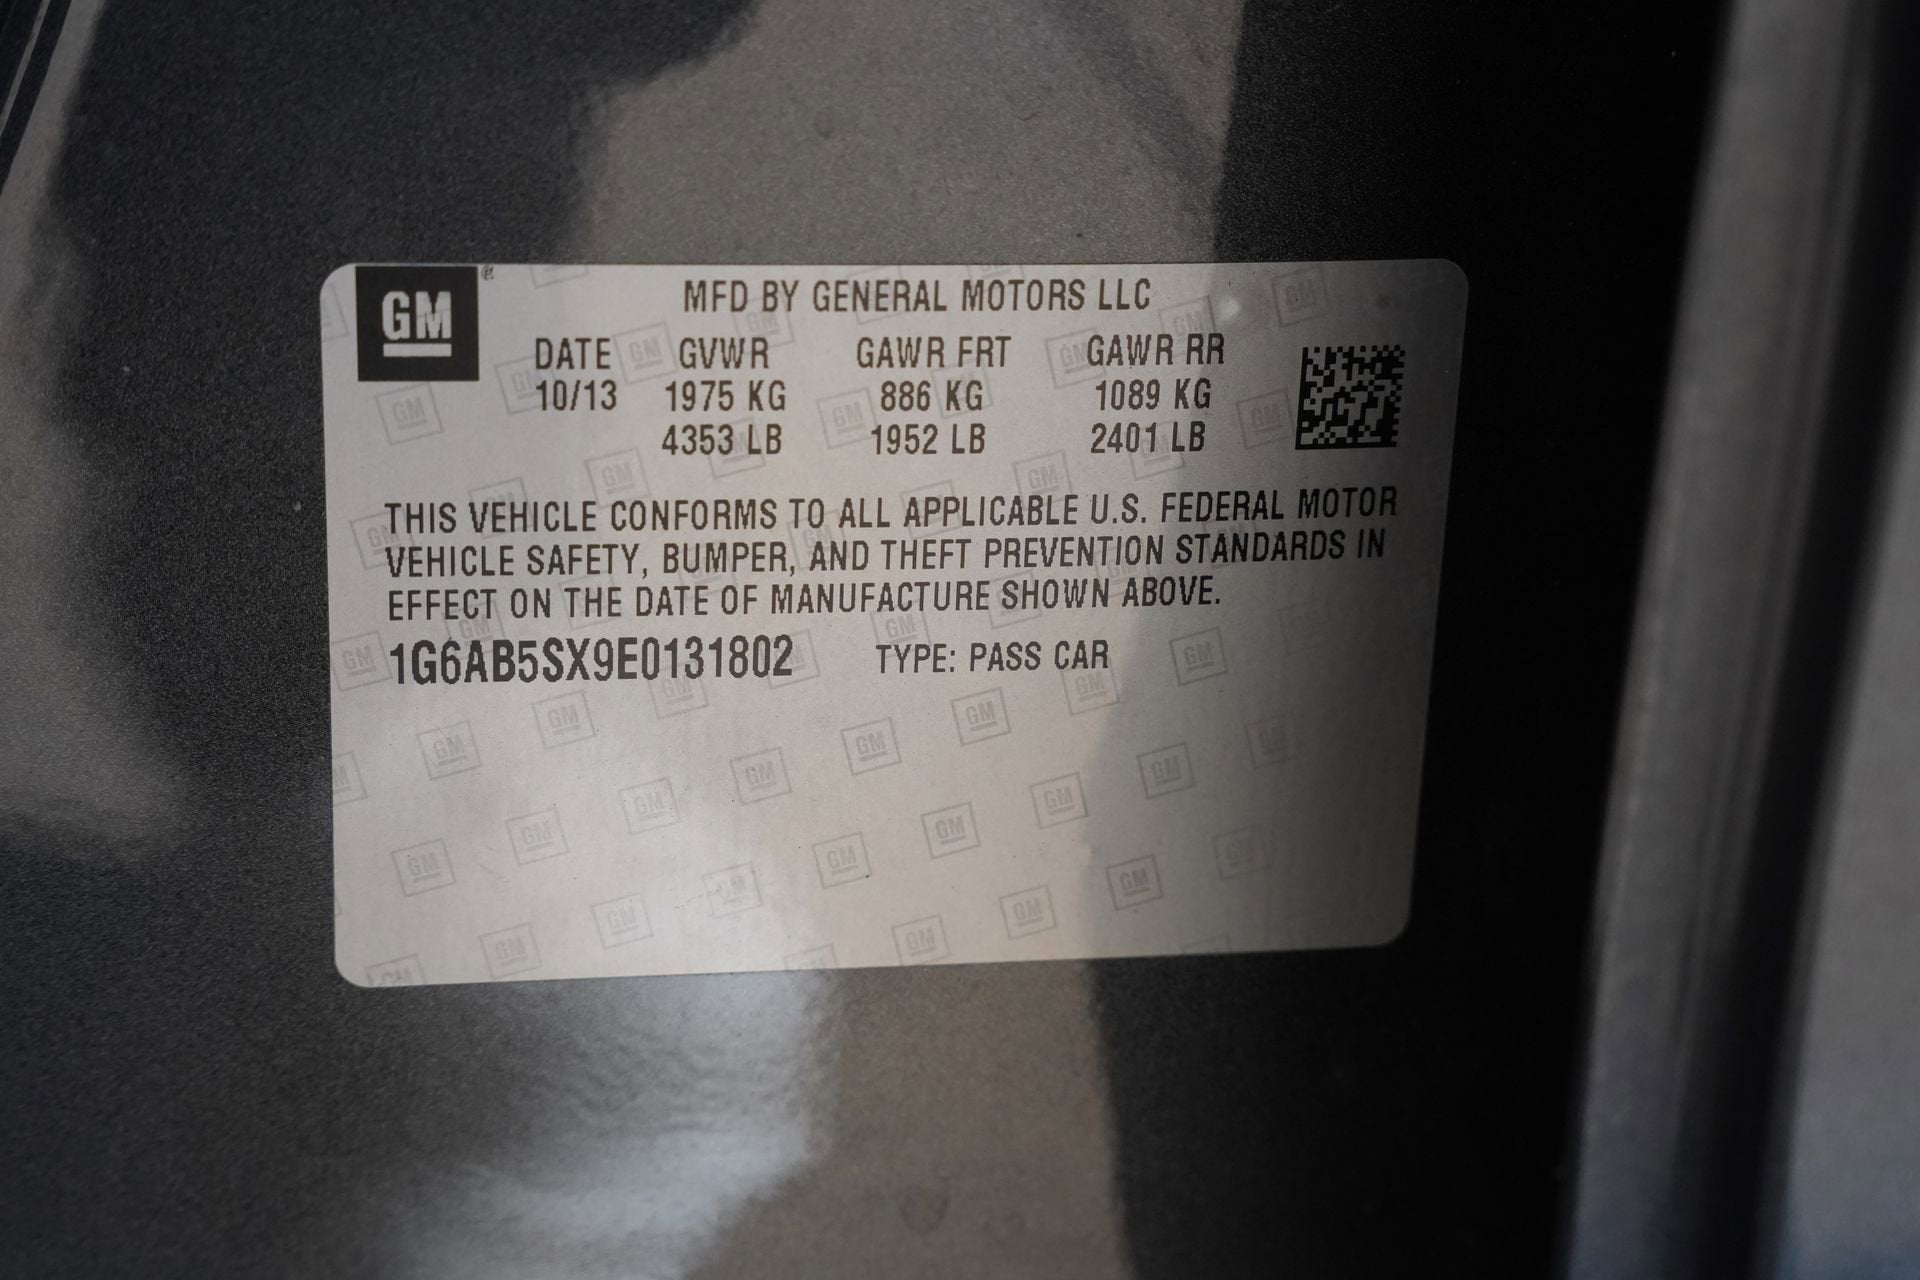 GM
MFD BY GENERAL MOTORS LLC
DATE GVWR GAWR FRT GAWR RR
10/13 1975 KG 886 KG 1089 KG
4353 LB 1952 LB 2401 LB
THIS VEHICLE CONFORMS TO ALL APPLICABLE U.S. FEDERAL MOTOR
VEHICLE SAFETY, BUMPER, AND THEFT PREVENTION STANDARDS IN
EFFECT ON THE DATE OF MANUFACTURE SHOWN ABOVE.
1G6AB5SX9E0131802 TYPE: PASS CAR